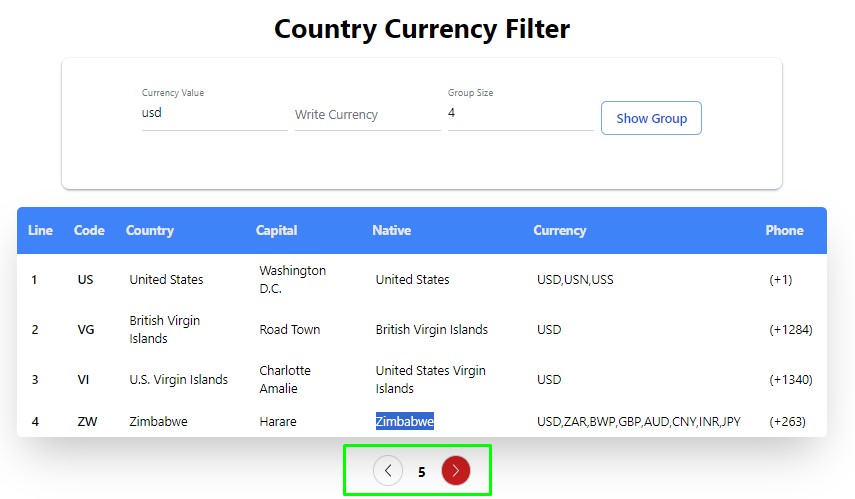 Country Currency Filter
Currency Value
Group Size
usd
Write Currency
4
Show Group
Line Code Country Capital Native Currency Phone
1 US United States Washington D.C. United States USD,USN,USS (+1)
2 VG British Virgin Islands Road Town British Virgin Islands USD (+1284)
3 VI U.S. Virgin Islands Charlotte Amalie United States Virgin Islands USD (+1340)
4 ZW Zimbabwe Harare Zimbabwe USD,ZAR,BWP,GBP,AUD,CNY,INR,JPY (+263)
5